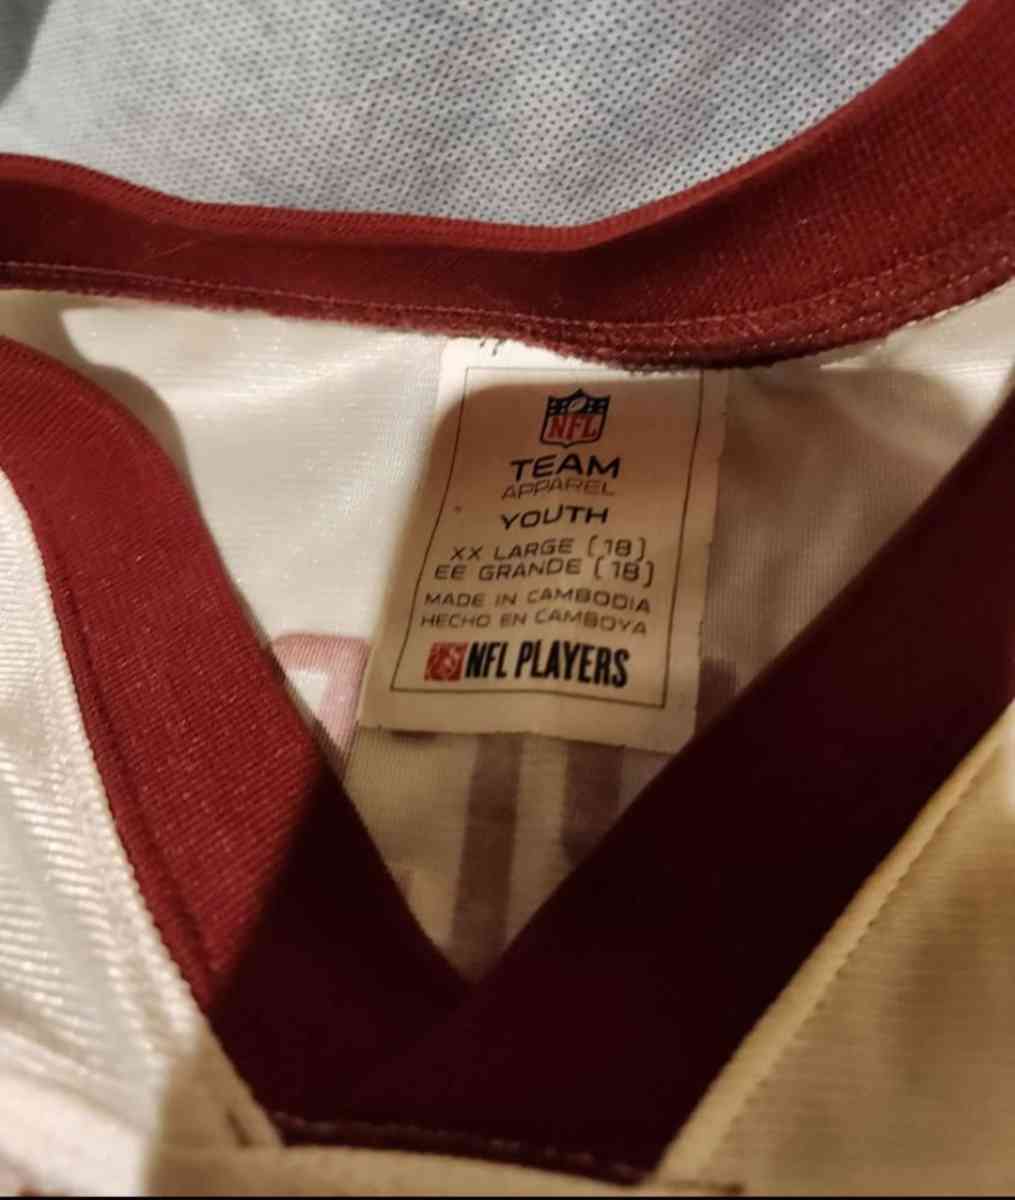 NFL
TEAM
APPAREL
YOUTH
XX LARGE (18)
EE GRANDE (18)
MADE IN CAMBODIA
HECHO EN CAMBOYA
NFL PLAYERS